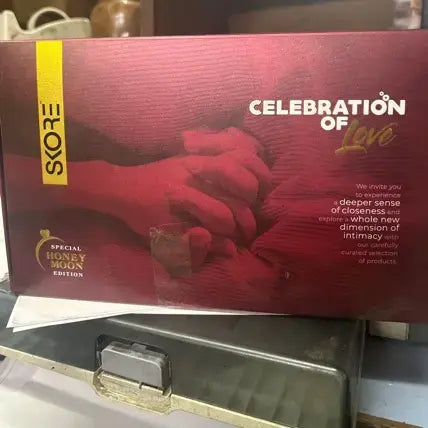 SKORE
CELEBRATION
OF Love
We invite you
to experience
a deeper sense
of closeness and
explore a whole new
dimension of
intimacy with
our carefully
curated selection
of products.
SPECIAL
HONEY
MOON
EDITION